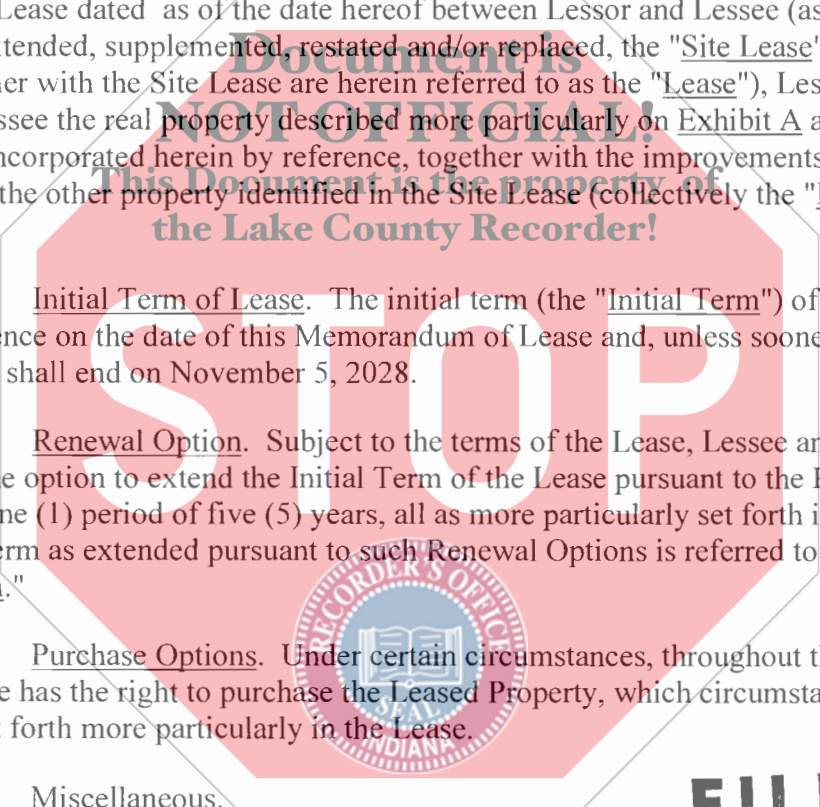 Lease dated as of the date hereof between Lessor and Lessee (as
tended, supplemented, restated and/or replaced, the "Site Lease"
Document is
er with the Site Lease are herein referred to as the "Lease"), Les
NOT OFFICIAL!
ssee the real property described more particularly on Exhibit A a
ncorporated herein by reference, together with the improvements
This Document is the property of
the other property identified in the Site Lease (collectively the "
the Lake County Recorder!
Initial Term of Lease. The initial term (the "Initial Term") of
ence on the date of this Memorandum of Lease and, unless soone
shall end on November 5, 2028.
STOP
Renewal Option. Subject to the terms of the Lease, Lessee an
e option to extend the Initial Term of the Lease pursuant to the
ne (1) period of five (5) years, all as more particularly set forth i
erm as extended pursuant to such Renewal Options is referred to
."
RECORDER'S OFFICE
SEAL
INDIANA
Purchase Options. Under certain circumstances, throughout t
e has the right to purchase the Leased Property, which circumsta
forth more particularly in the Lease.
Miscellaneous.